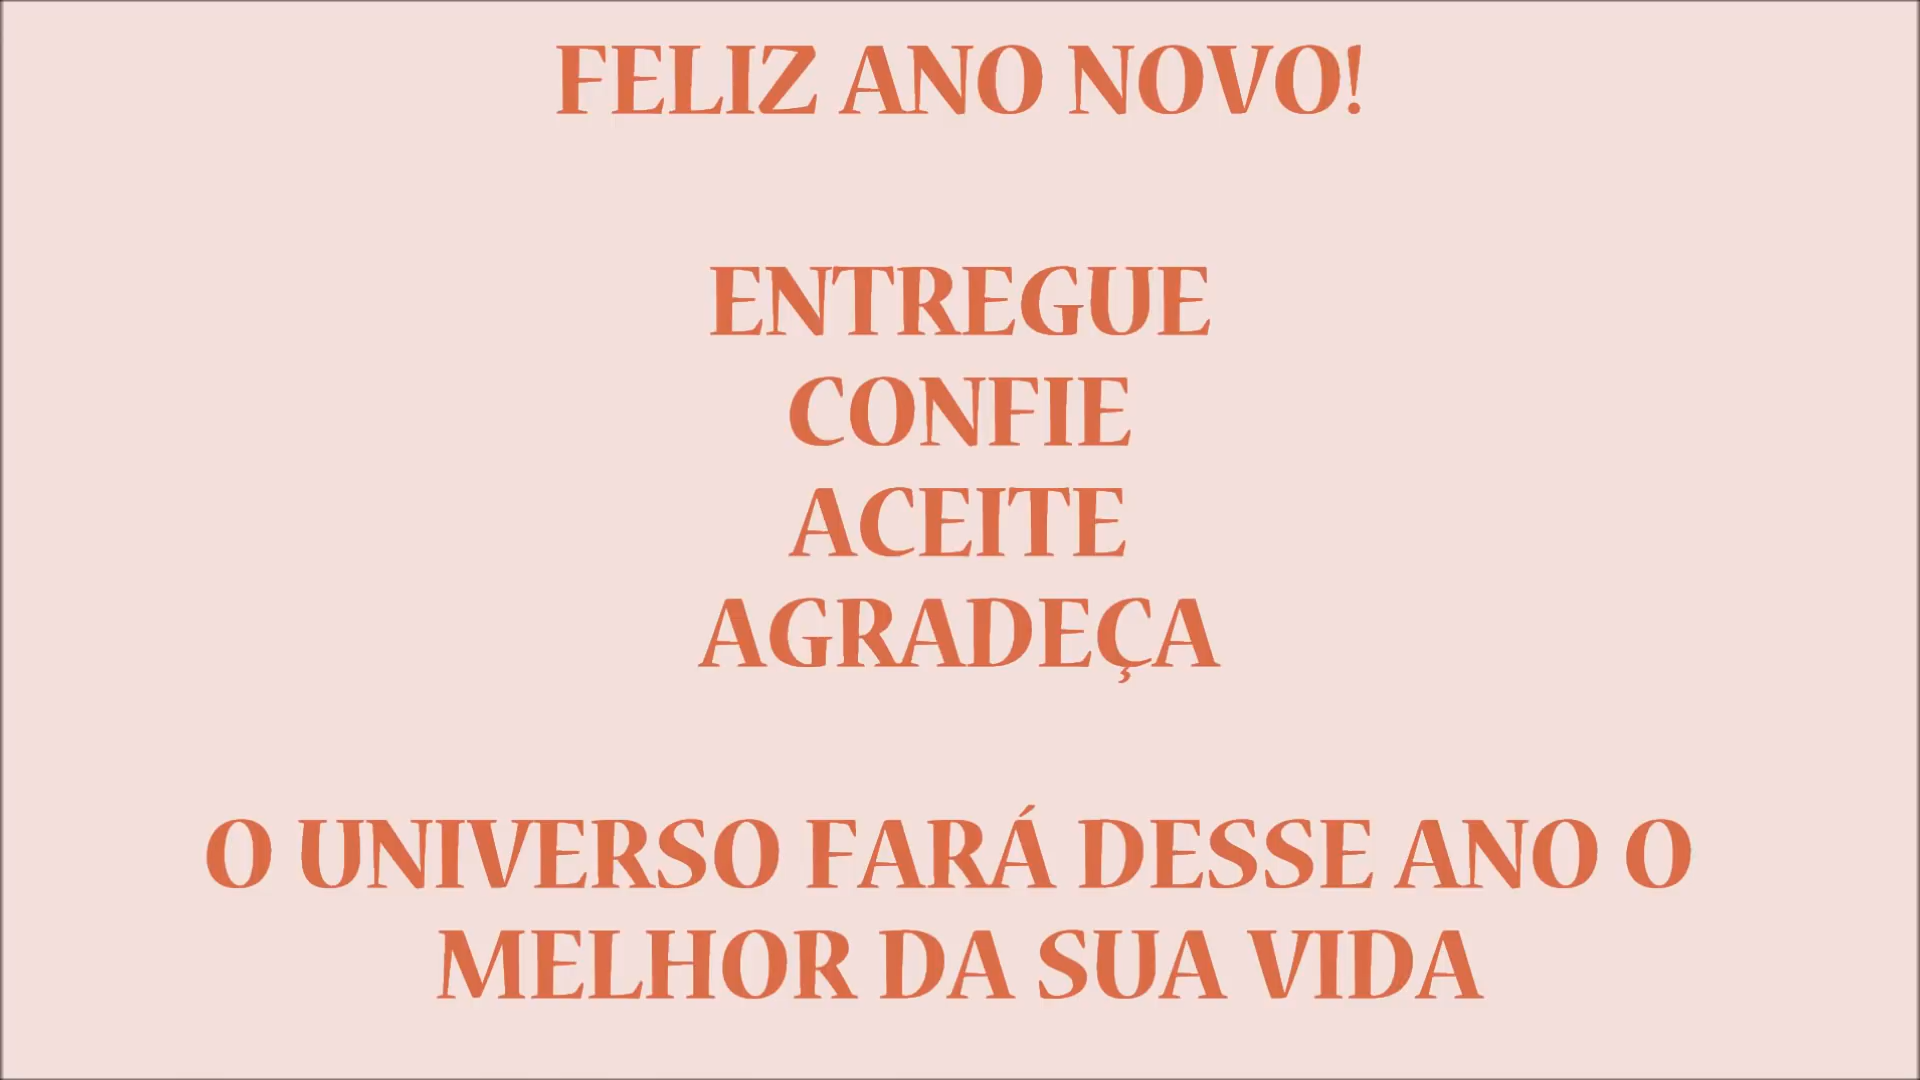 FELIZ ANO NOVO!
ENTREGUE
CONFIE
ACEITE
AGRADEÇA
O UNIVERSO FARÁ DESSE ANO O
MELHOR DA SUA VIDA